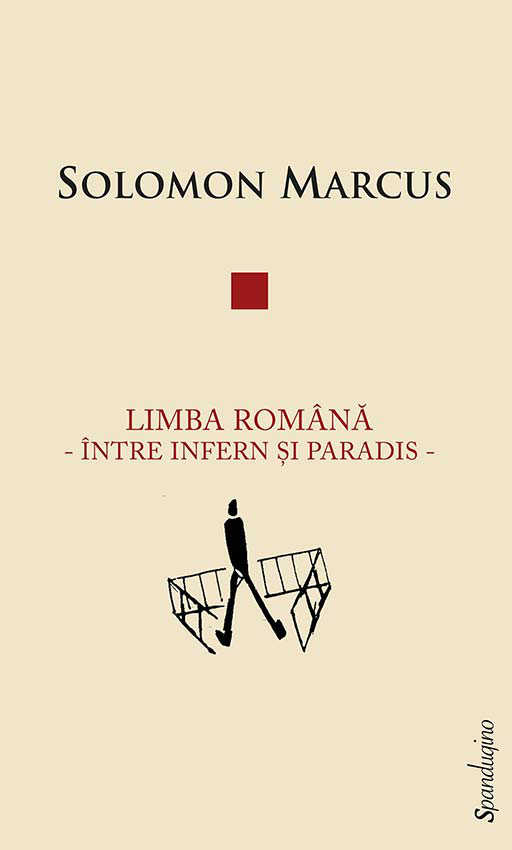 SOLOMON MARCUS
LIMBA ROMÂNĂ
- ÎNTRE INFERN ȘI PARADIS -
Spandugino